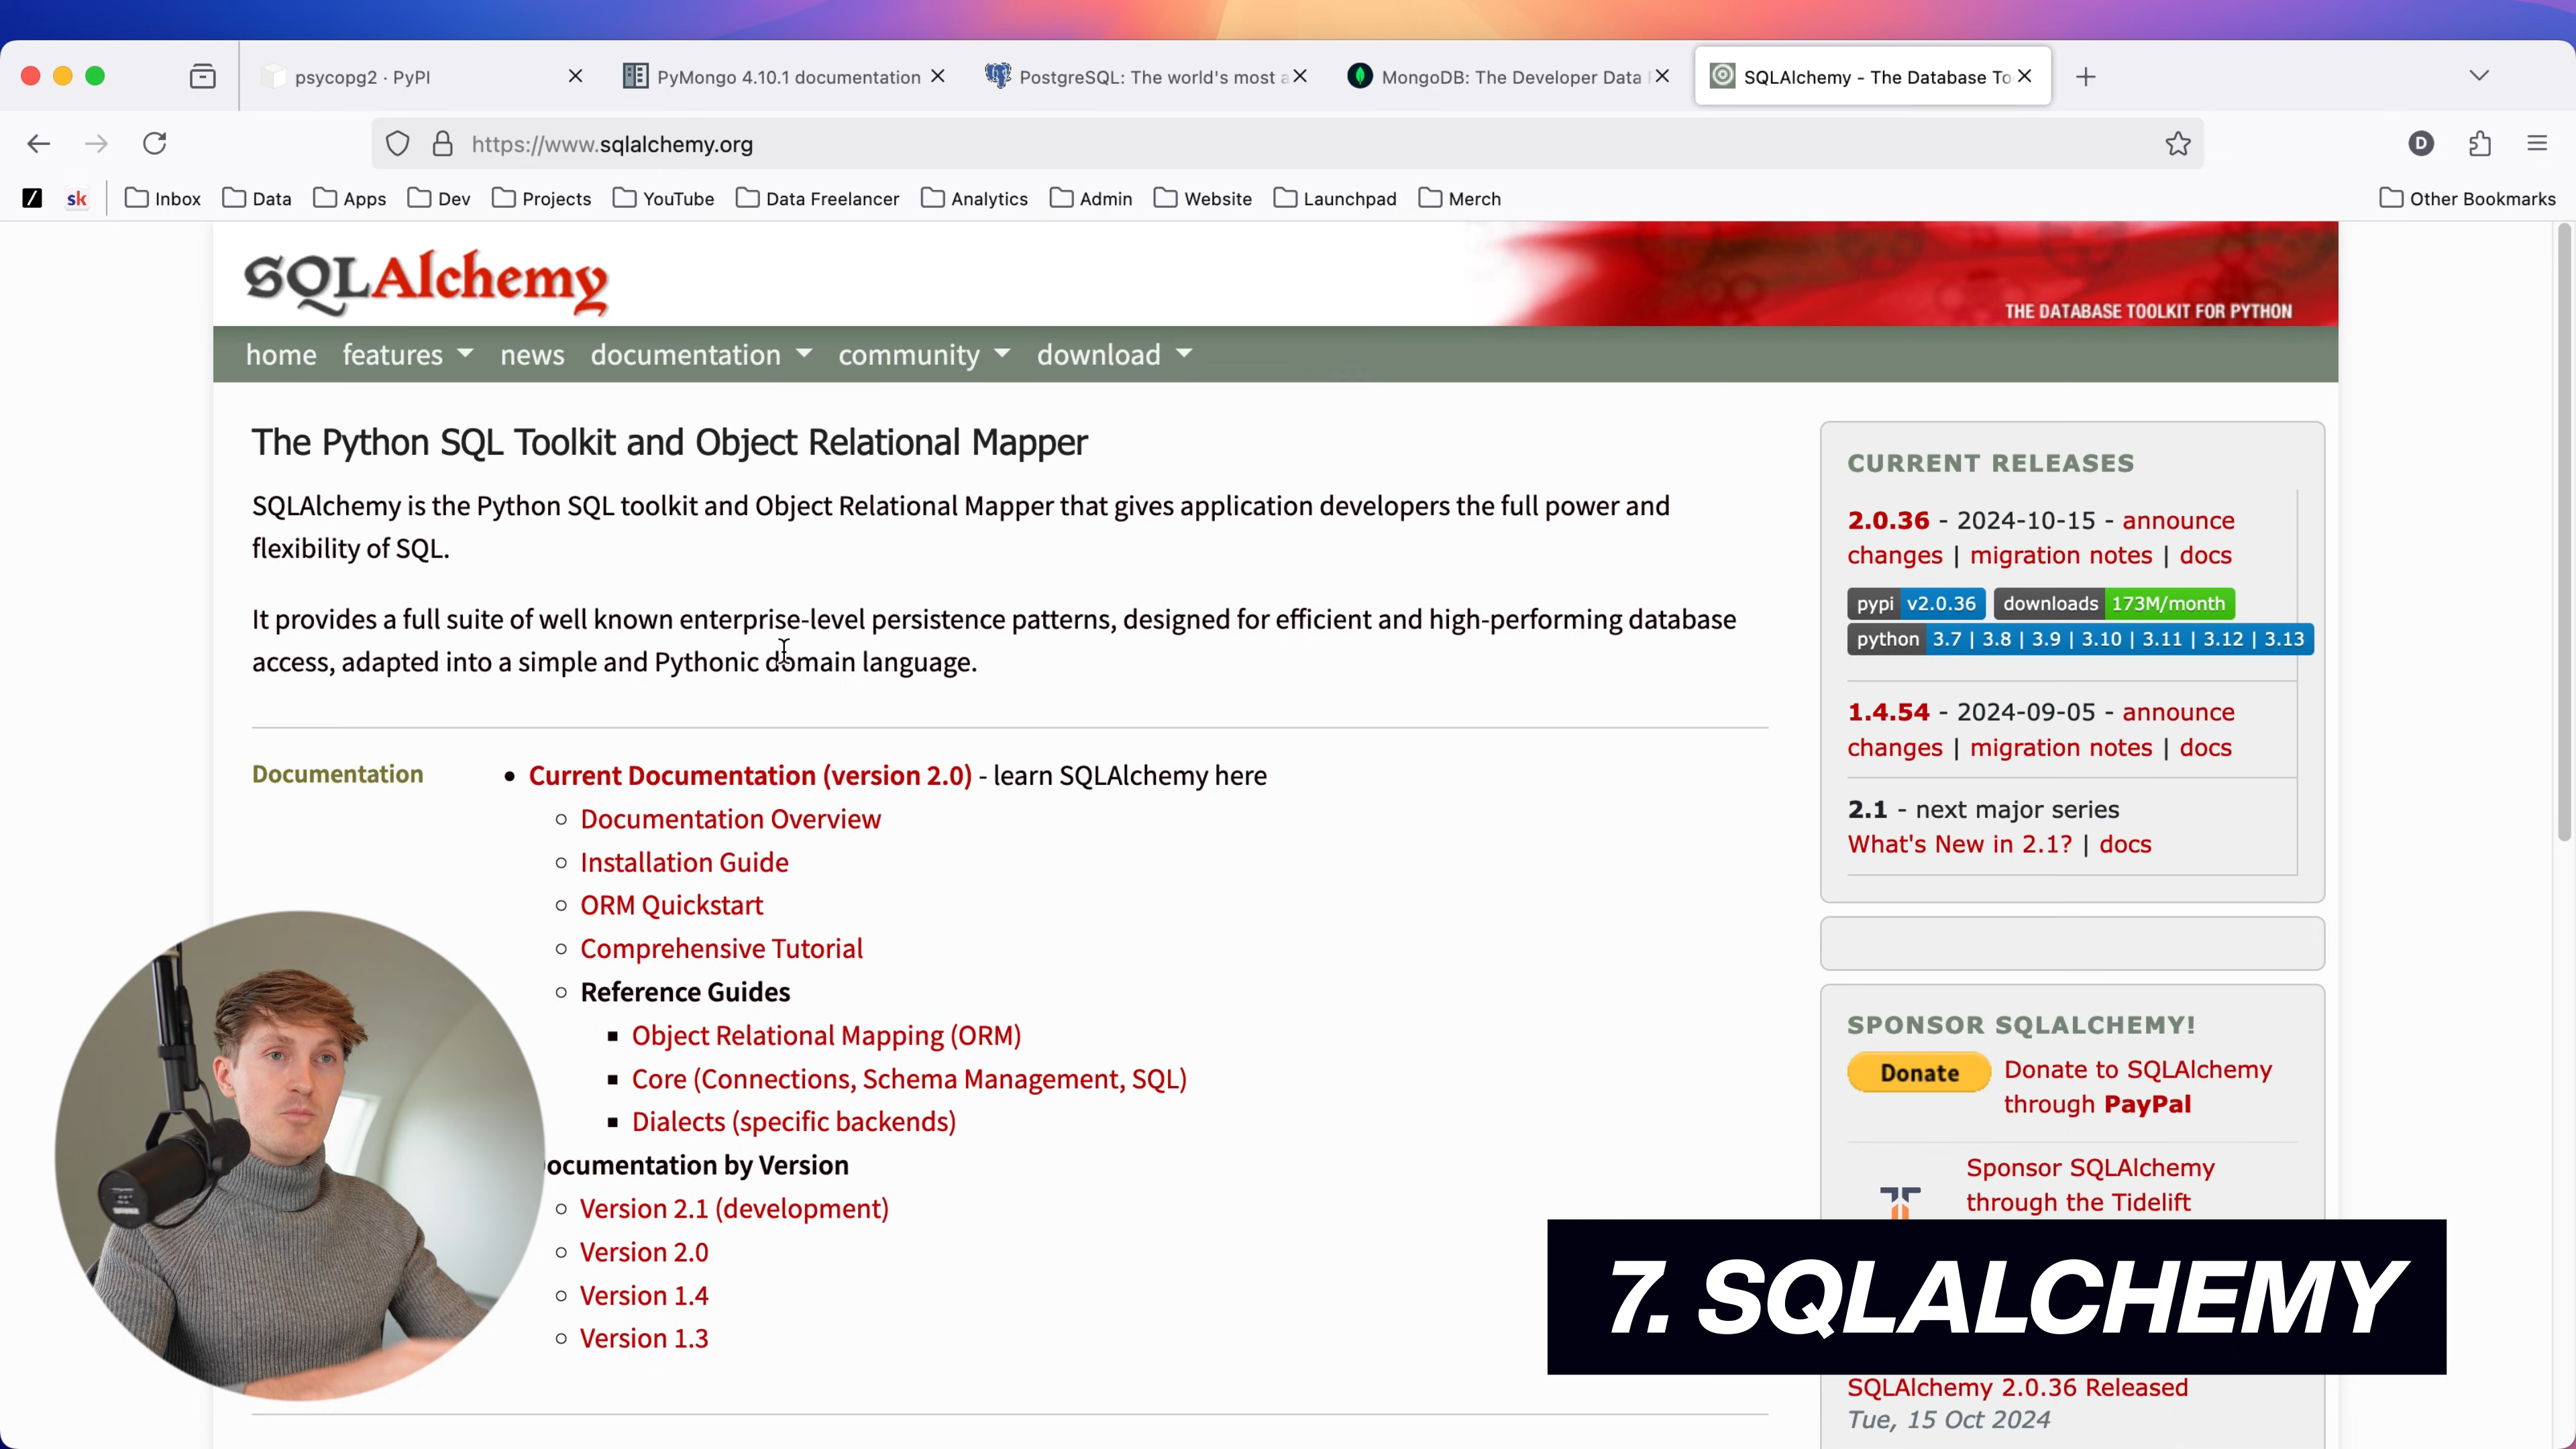 psycopg2 · PyPI
PyMongo 4.10.1 documentation
PostgreSQL: The world's most a
MongoDB: The Developer Data
SQLAlchemy - The Database To
https://www.sqlalchemy.org
D
sk
Inbox
Data
Apps
Dev
Projects
YouTube
Data Freelancer
Analytics
Admin
Website
Launchpad
Merch
Other Bookmarks
SQLAlchemy
THE DATABASE TOOLKIT FOR PYTHON
home features news documentation community download
The Python SQL Toolkit and Object Relational Mapper
SQLAlchemy is the Python SQL toolkit and Object Relational Mapper that gives application developers the full power and
flexibility of SQL.
It provides a full suite of well known enterprise-level persistence patterns, designed for efficient and high-performing database
access, adapted into a simple and Pythonic domain language.
Documentation
Current Documentation (version 2.0) - learn SQLAlchemy here
Documentation Overview
Installation Guide
ORM Quickstart
Comprehensive Tutorial
Reference Guides
Object Relational Mapping (ORM)
Core (Connections, Schema Management, SQL)
Dialects (specific backends)
ocumentation by Version
Version 2.1 (development)
Version 2.0
Version 1.4
Version 1.3
CURRENT RELEASES
2.0.36 - 2024-10-15 - announce
changes | migration notes | docs
pypi v2.0.36 downloads 173M/month
python 3.7 | 3.8 | 3.9 | 3.10 | 3.11 | 3.12 | 3.13
1.4.54 - 2024-09-05 - announce
changes | migration notes | docs
2.1 - next major series
What's New in 2.1? | docs
SPONSOR SQLALCHEMY!
Donate
Donate to SQLAlchemy
through PayPal
Sponsor SQLAlchemy
through the Tidelift
7. SQLALCHEMY
SQLAlchemy 2.0.36 Released
Tue, 15 Oct 2024